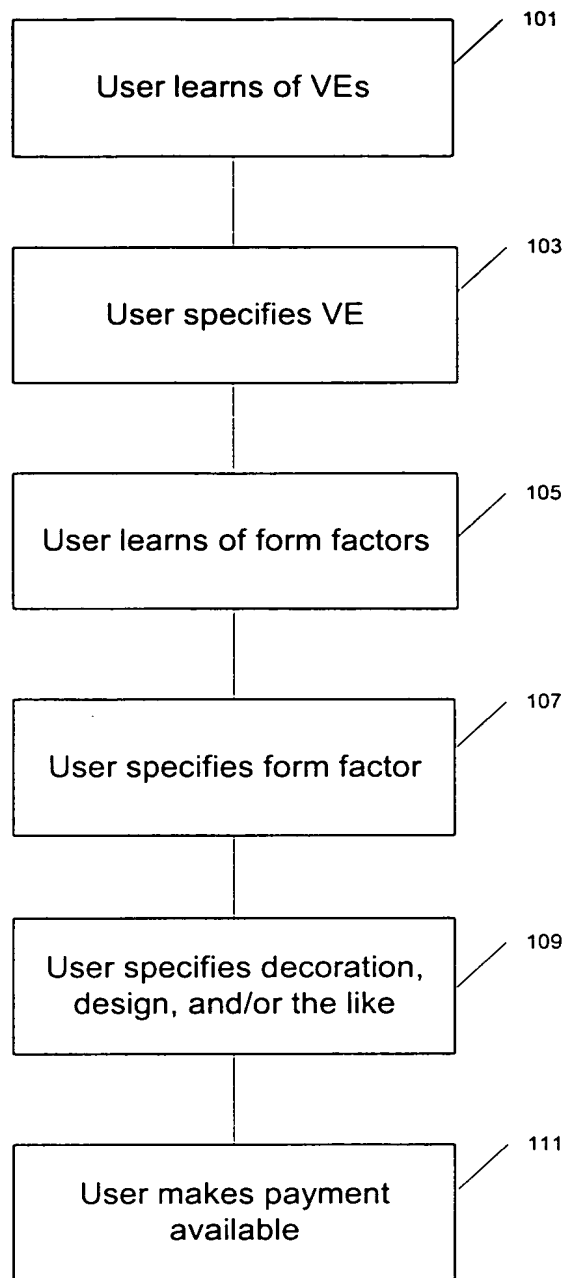 101
User learns of VEs
103
User specifies VE
105
User learns of form factors
107
User specifies form factor
109
User specifies decoration,
design, and/or the like
111
User makes payment
available